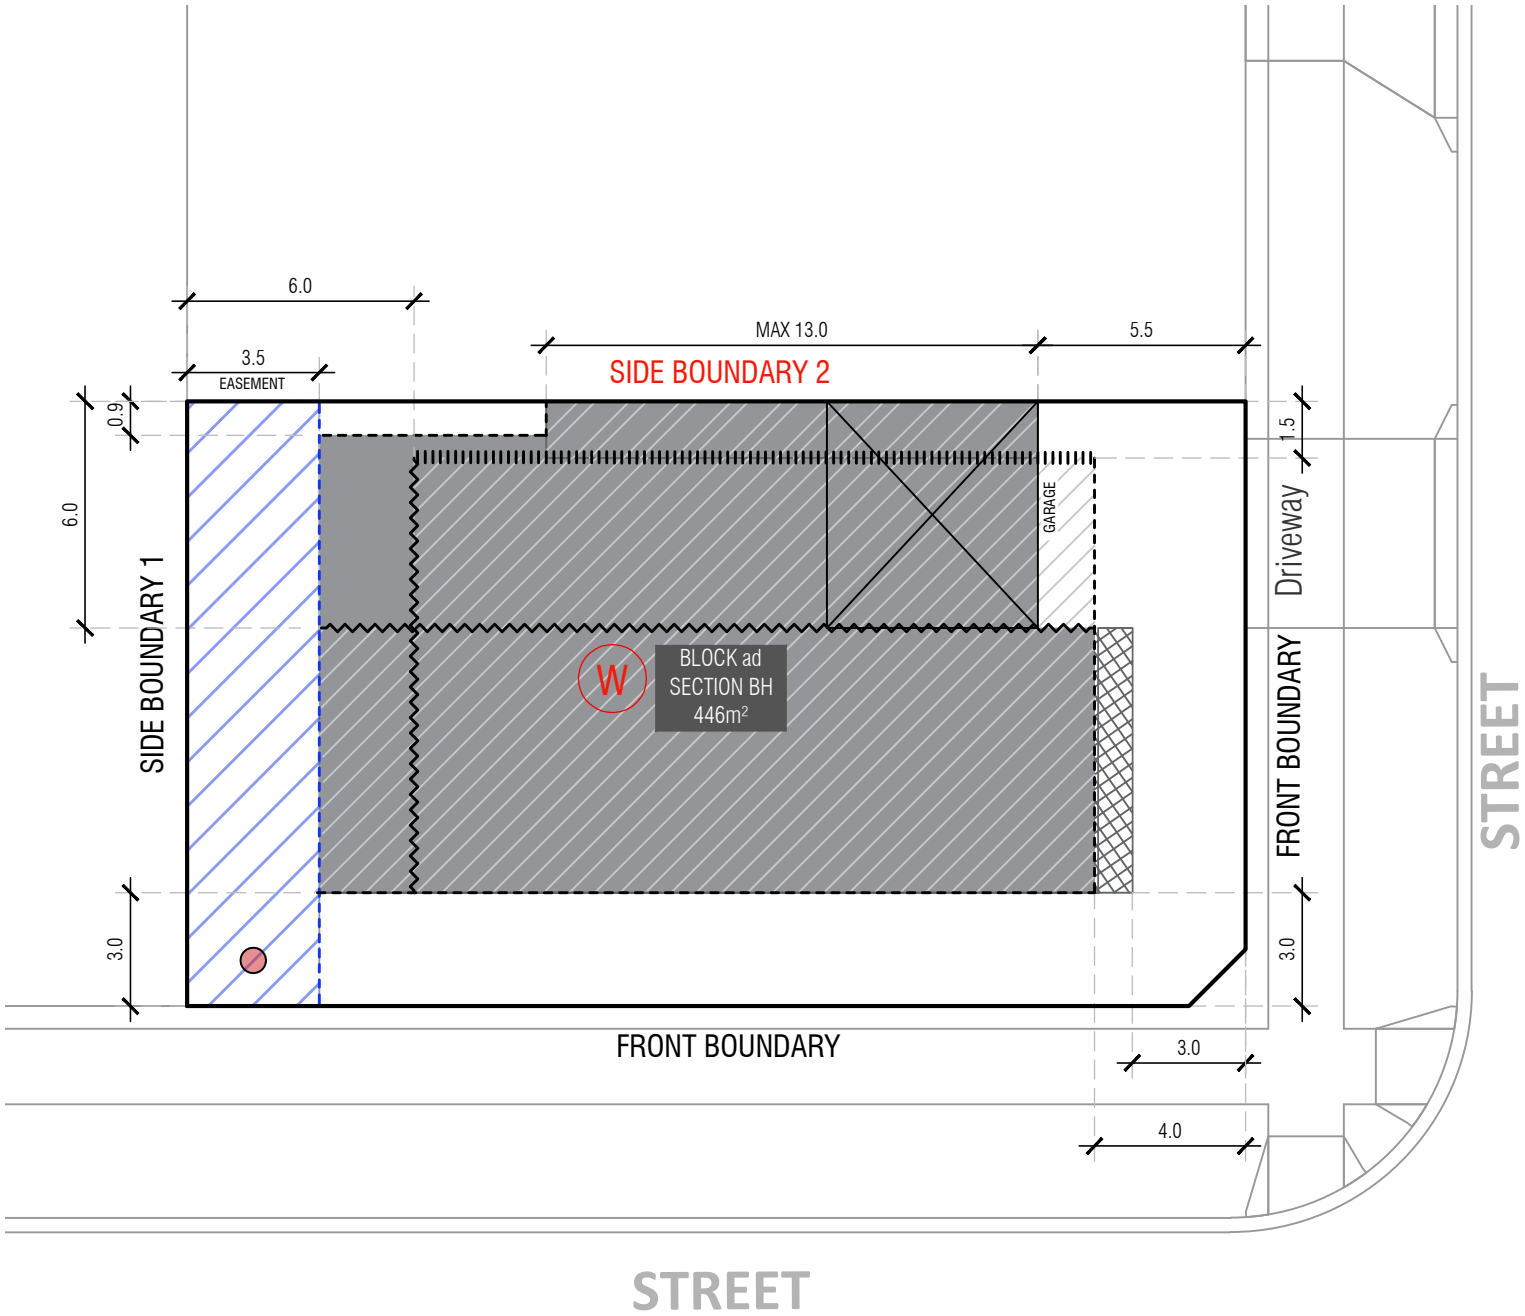 6.0
MAX 13.0
5.5
3.5
EASEMENT
SIDE BOUNDARY 2
0.9
1.5
6.0
GARAGE
Driveway
SIDE BOUNDARY 1
W
BLOCK ad
SECTION BH
446m²
FRONT BOUNDARY
STREET
3.0
3.0
FRONT BOUNDARY
3.0
4.0
STREET